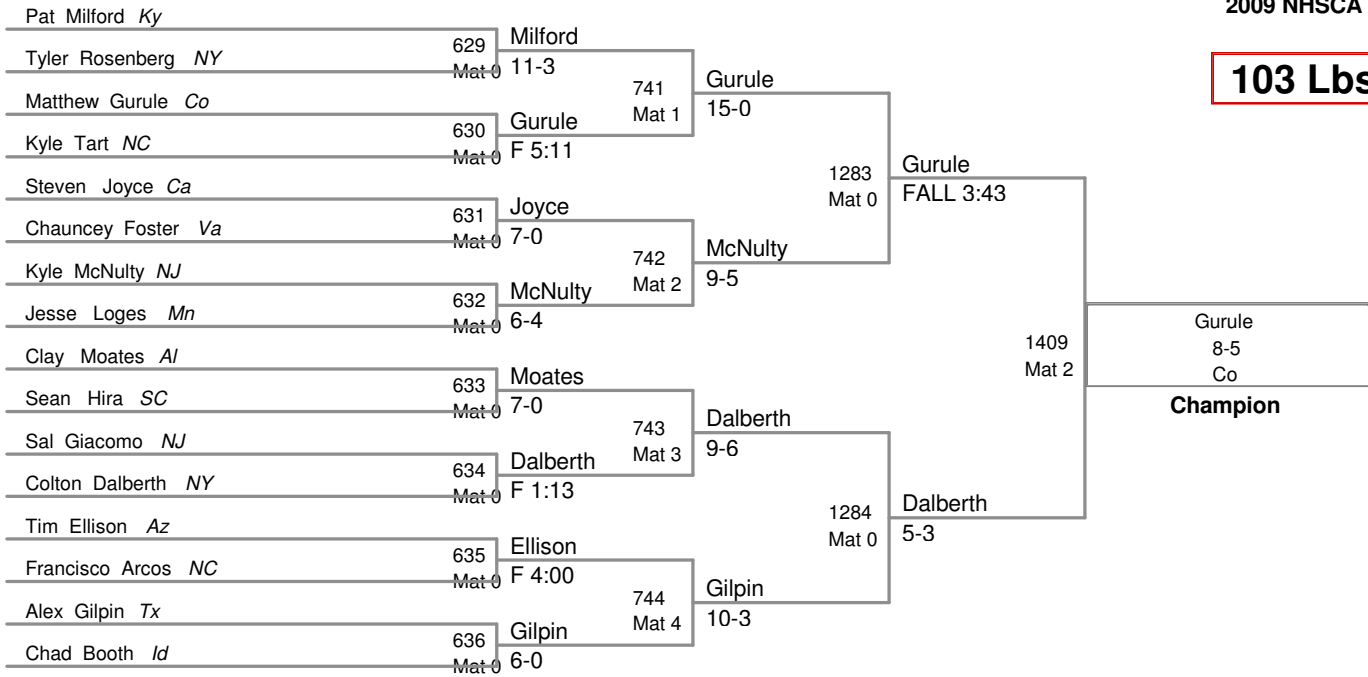 2009 NHSCA
103 Lbs
Pat Milford Ky
Tyler Rosenberg NY
Matthew Gurule Co
Kyle Tart NC
Steven Joyce Ca
Chauncey Foster Va
Kyle McNulty NJ
Jesse Loges Mn
Clay Moates Al
Sean Hira SC
Sal Giacomo NJ
Colton Dalberth NY
Tim Ellison Az
Francisco Arcos NC
Alex Gilpin Tx
Chad Booth Id
629
Mat 0
Milford
11-3
630
Mat 0
Gurule
F 5:11
631
Mat 0
Joyce
7-0
632
Mat 0
McNulty
6-4
633
Mat 0
Moates
7-0
634
Mat 0
Dalberth
F 1:13
635
Mat 0
Ellison
F 4:00
636
Mat 0
Gilpin
6-0
741
Mat 1
Gurule
15-0
742
Mat 2
McNulty
9-5
743
Mat 3
Dalberth
9-6
744
Mat 4
Gilpin
10-3
1283
Mat 0
Gurule
FALL 3:43
1284
Mat 0
Dalberth
5-3
1409
Mat 2
Gurule
8-5
Co
Champion